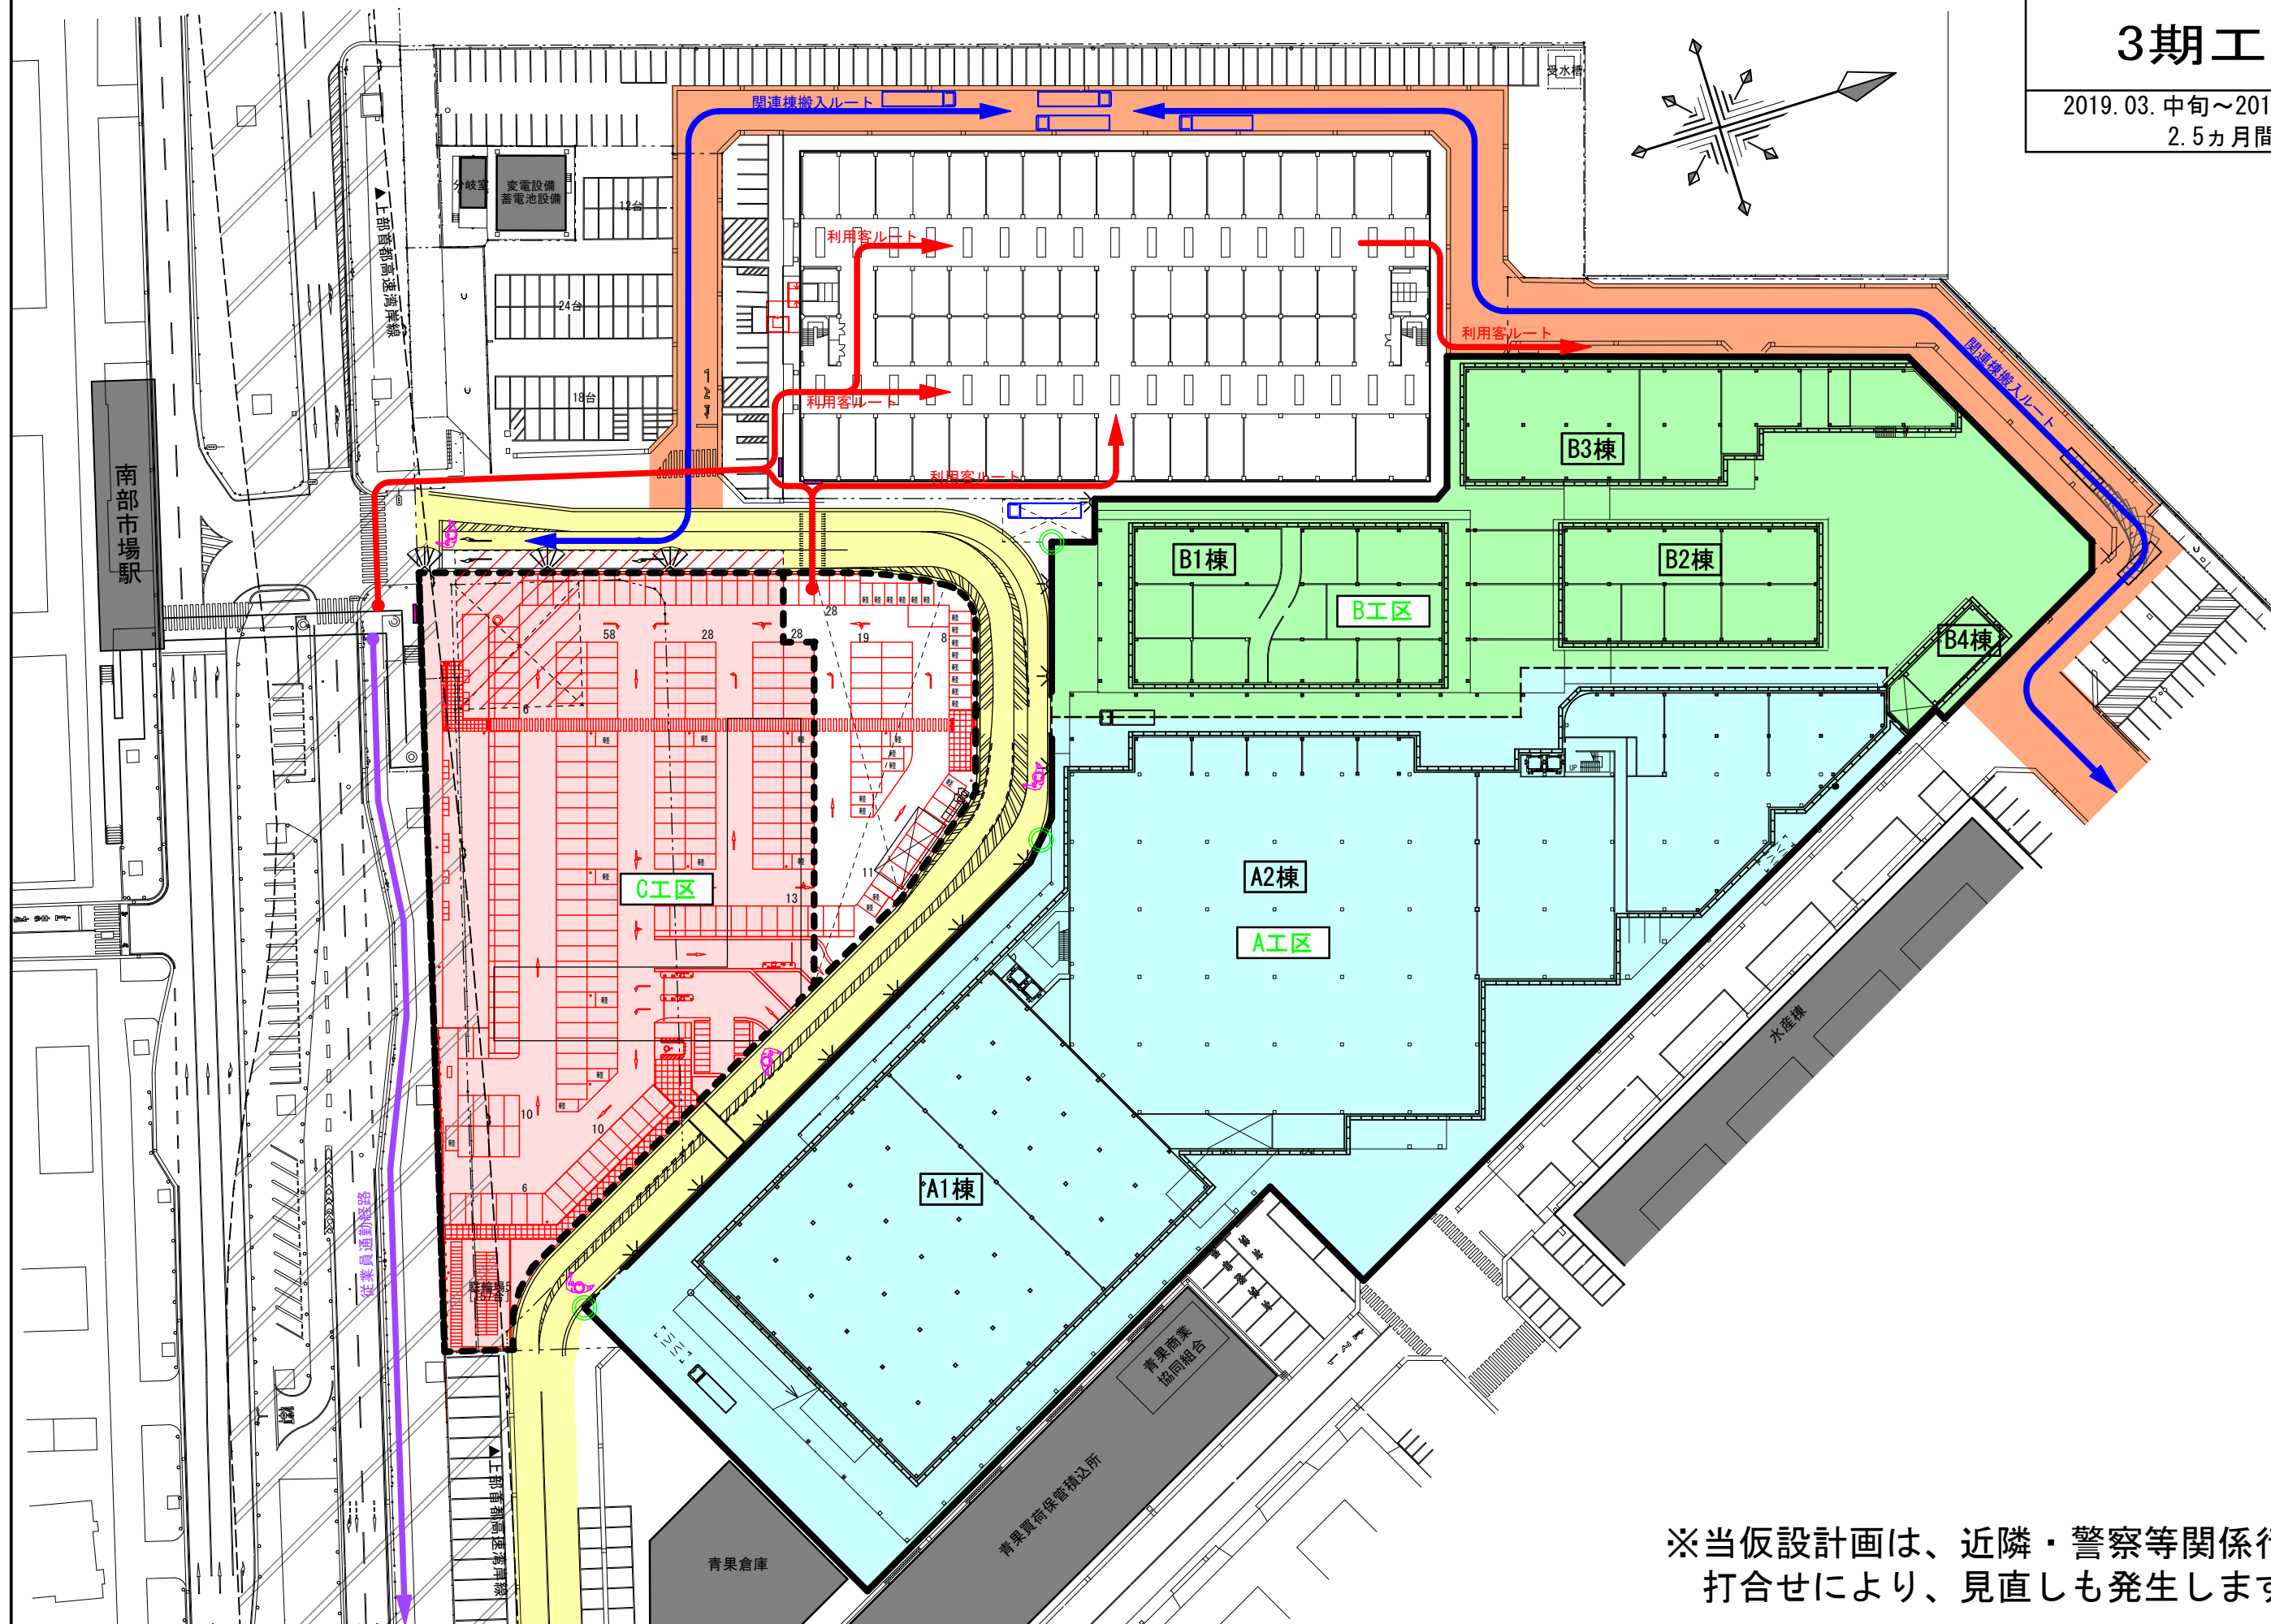 3期工
2019.03.中旬～201
2.5ヵ月間
受水槽
関連棟搬入ルート
分岐室
変電設備
蓄電池設備
12台
▲上部首都高速湾岸線
24台
18台
利用客ルート
利用客ルート
利用客ルート
利用客ルート
関連棟搬入ルート
南部市場駅
B3棟
B1棟
B2棟
B工区
B4棟
28
58
28
28
19
8
6
軽
C工区
11
13
A2棟
A工区
UP
10
10
6
A1棟
水産棟
従業員通勤経路
駐輪場5
▲上部首都高速湾岸線
青果商業
協同組合
青果買荷保管積込所
青果倉庫
※当仮設計画は、近隣・警察等関係行
打合せにより、見直しも発生します